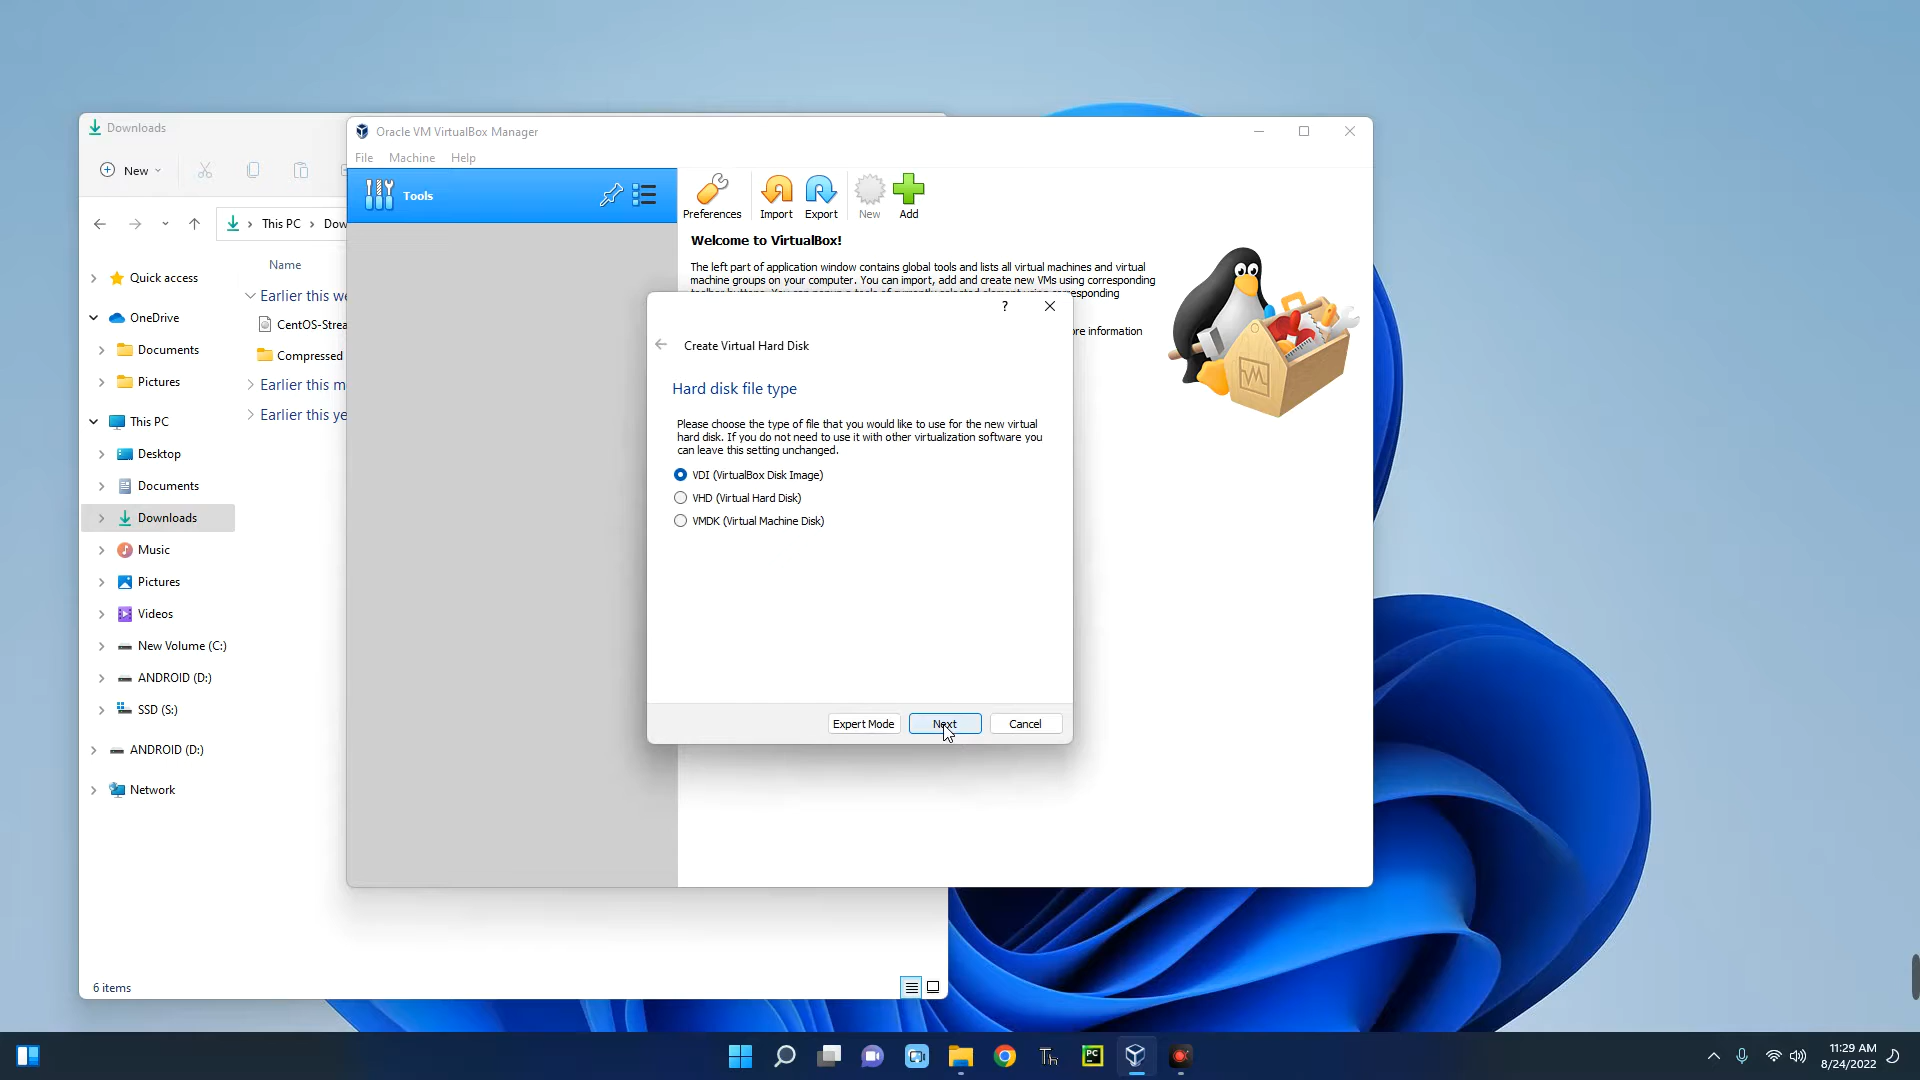 Downloads
New
This PC
Dow
Name
Quick access
OneDrive
Documents
Pictures
This PC
Desktop
Documents
Downloads
Music
Pictures
Videos
New Volume (C:)
ANDROID (D:)
SSD (S:)
ANDROID (D:)
Network
Earlier this we
CentOS-Strea
Compressed
Earlier this m
Earlier this ye
6 items
Oracle VM VirtualBox Manager
File Machine Help
Tools
Preferences Import Export New Add
Welcome to VirtualBox!
The left part of application window contains global tools and lists all virtual machines and virtual
machine groups on your computer. You can import, add and create new VMs using corresponding
esponding
ore information
?
Create Virtual Hard Disk
Hard disk file type
Please choose the type of file that you would like to use for the new virtual
hard disk. If you do not need to use it with other virtualization software you
can leave this setting unchanged.
VDI (VirtualBox Disk Image)
VHD (Virtual Hard Disk)
VMDK (Virtual Machine Disk)
Expert Mode Next Cancel
Th
PC
11:29 AM
8/24/2022